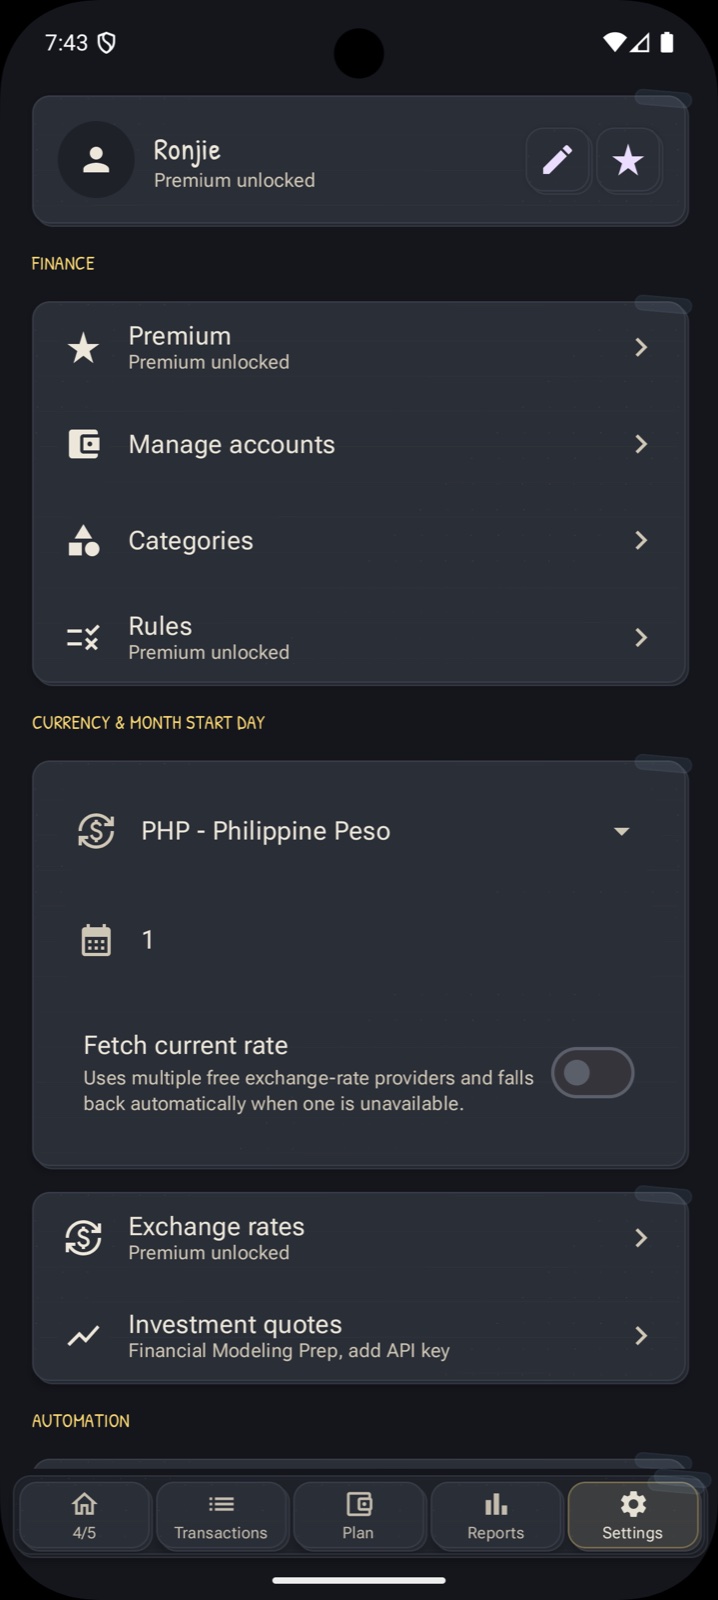 7:43
Ronjie
Premium unlocked
FINANCE
Premium
Premium unlocked
Manage accounts
Categories
Rules
Premium unlocked
CURRENCY & MONTH START DAY
PHP - Philippine Peso
1
Fetch current rate
Uses multiple free exchange-rate providers and falls
back automatically when one is unavailable.
Exchange rates
Premium unlocked
Investment quotes
Financial Modeling Prep, add API key
AUTOMATION
4/5
Transactions
Plan
Reports
Settings